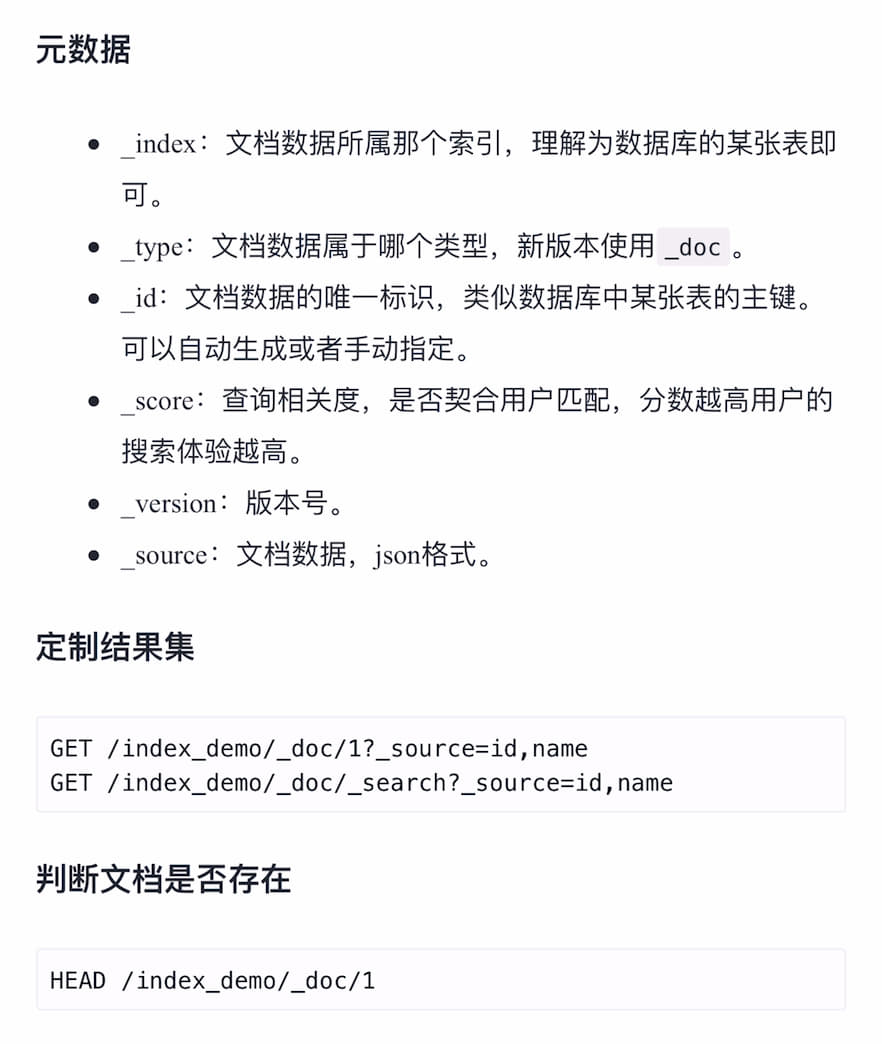 元数据
_index：文档数据所属那个索引，理解为数据库的某张表即
可。
_type：文档数据属于哪个类型，新版本使用 _doc 。
_id：文档数据的唯一标识，类似数据库中某张表的主键。
可以自动生成或者手动指定。
_score：查询相关度，是否契合用户匹配，分数越高用户的
搜索体验越高。
_version：版本号。
_source：文档数据，json格式。
定制结果集
GET /index_demo/_doc/1?_source=id,name
GET /index_demo/_doc/_search?_source=id,name
判断文档是否存在
HEAD /index_demo/_doc/1